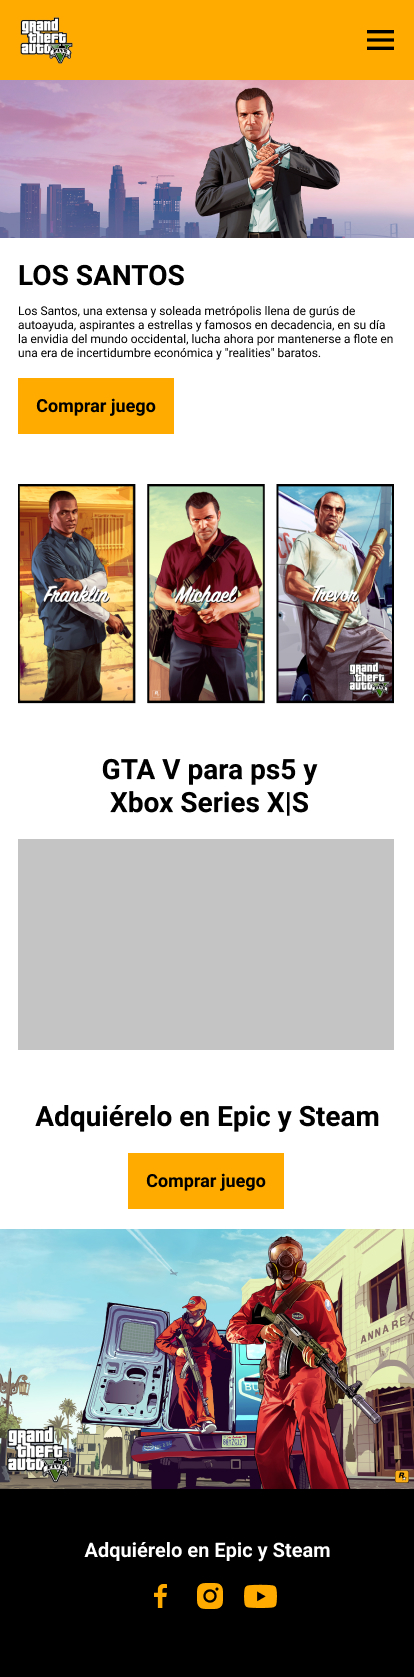 grand
theft
auto V
LOS SANTOS
Los Santos, una extensa y soleada metrópolis llena de gurús de
autoayuda, aspirantes a estrellas y famosos en decadencia, en su día
la envidia del mundo occidental, lucha ahora por mantenerse a flote en
una era de incertidumbre económica y "realities" baratos.
Comprar juego
Franklin
Michael
Trevor
grand
theft
auto V
GTA V para ps5 y
Xbox Series X|S
Adquiérelo en Epic y Steam
Comprar juego
ANNA REX
grand
theft
auto V
R
Adquiérelo en Epic y Steam